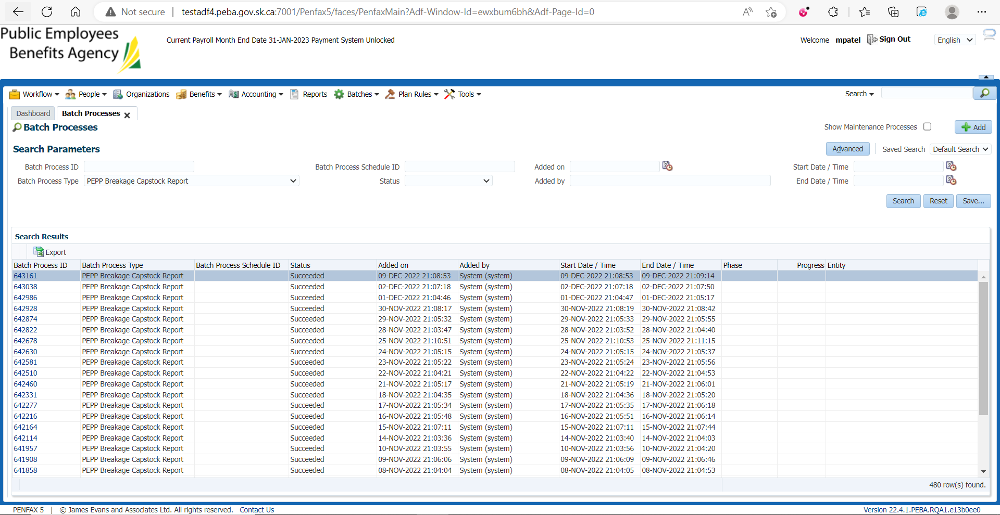 Not secure | testadf4.peba.gov.sk.ca:7001/Penfax5/faces/PenfaxMain?Adf-Window-Id=ewxbum6bh&Adf-Page-Id=0
Public Employees
Benefits Agency
Current Payroll Month End Date 31-JAN-2023 Payment System Unlocked
Welcome mpatel Sign Out English
Workflow People Organizations Benefits Accounting Reports Batches Plan Rules Tools Search
Dashboard Batch Processes
Batch Processes Show Maintenance Processes Add
Search Parameters Advanced Saved Search Default Search
Batch Process ID Batch Process Schedule ID Added on Start Date / Time
Batch Process Type PEPP Breakage Capstock Report Status Added by End Date / Time
Search Reset Save...
Search Results
Export
Batch Process ID Batch Process Type Batch Process Schedule ID Status Added on Added by Start Date / Time End Date / Time Phase Progress Entity
643161 PEPP Breakage Capstock Report Succeeded 09-DEC-2022 21:08:53 System (system) 09-DEC-2022 21:08:53 09-DEC-2022 21:09:14
643038 PEPP Breakage Capstock Report Succeeded 02-DEC-2022 21:07:18 System (system) 02-DEC-2022 21:07:18 02-DEC-2022 21:07:50
642986 PEPP Breakage Capstock Report Succeeded 01-DEC-2022 21:04:46 System (system) 01-DEC-2022 21:04:47 01-DEC-2022 21:05:17
642928 PEPP Breakage Capstock Report Succeeded 30-NOV-2022 21:08:17 System (system) 30-NOV-2022 21:08:19 30-NOV-2022 21:08:42
642874 PEPP Breakage Capstock Report Succeeded 29-NOV-2022 21:05:32 System (system) 29-NOV-2022 21:05:33 29-NOV-2022 21:05:55
642822 PEPP Breakage Capstock Report Succeeded 28-NOV-2022 21:03:47 System (system) 28-NOV-2022 21:03:52 28-NOV-2022 21:04:40
642678 PEPP Breakage Capstock Report Succeeded 25-NOV-2022 21:10:51 System (system) 25-NOV-2022 21:10:53 25-NOV-2022 21:11:15
642630 PEPP Breakage Capstock Report Succeeded 24-NOV-2022 21:05:15 System (system) 24-NOV-2022 21:05:15 24-NOV-2022 21:05:37
642581 PEPP Breakage Capstock Report Succeeded 23-NOV-2022 21:05:22 System (system) 23-NOV-2022 21:05:24 23-NOV-2022 21:05:56
642510 PEPP Breakage Capstock Report Succeeded 22-NOV-2022 21:04:21 System (system) 22-NOV-2022 21:04:22 22-NOV-2022 21:04:53
642460 PEPP Breakage Capstock Report Succeeded 21-NOV-2022 21:05:17 System (system) 21-NOV-2022 21:05:19 21-NOV-2022 21:06:01
642331 PEPP Breakage Capstock Report Succeeded 18-NOV-2022 21:04:35 System (system) 18-NOV-2022 21:04:36 18-NOV-2022 21:05:20
642277 PEPP Breakage Capstock Report Succeeded 17-NOV-2022 21:05:34 System (system) 17-NOV-2022 21:05:35 17-NOV-2022 21:06:18
642216 PEPP Breakage Capstock Report Succeeded 16-NOV-2022 21:05:48 System (system) 16-NOV-2022 21:05:51 16-NOV-2022 21:06:14
642164 PEPP Breakage Capstock Report Succeeded 15-NOV-2022 21:07:11 System (system) 15-NOV-2022 21:07:11 15-NOV-2022 21:07:44
642114 PEPP Breakage Capstock Report Succeeded 14-NOV-2022 21:03:36 System (system) 14-NOV-2022 21:03:40 14-NOV-2022 21:04:03
641957 PEPP Breakage Capstock Report Succeeded 10-NOV-2022 21:03:55 System (system) 10-NOV-2022 21:03:56 10-NOV-2022 21:04:20
641908 PEPP Breakage Capstock Report Succeeded 09-NOV-2022 21:06:06 System (system) 09-NOV-2022 21:06:09 09-NOV-2022 21:06:46
641858 PEPP Breakage Capstock Report Succeeded 08-NOV-2022 21:04:04 System (system) 08-NOV-2022 21:04:05 08-NOV-2022 21:04:53
480 row(s) found.
PENFAX 5 | © James Evans and Associates Ltd. All rights reserved. Contact Us Version 22.4.1.PEBA.RQA1.e13b0ee0